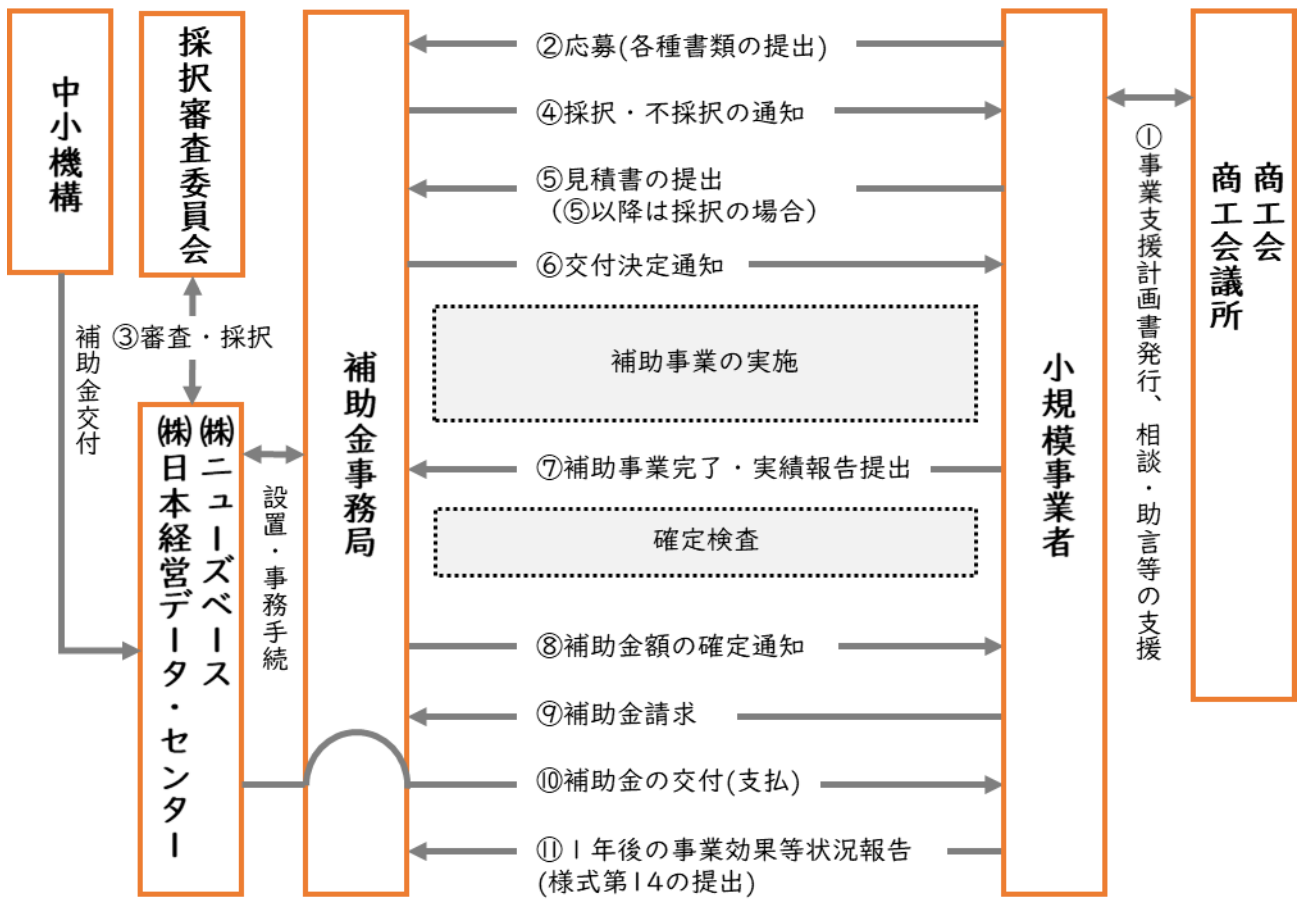 中小機構
採択審査委員会
②応募(各種書類の提出)
④採択・不採択の通知
⑤見積書の提出
(⑤以降は採択の場合)
⑥交付決定通知
補助事業の実施
⑦補助事業完了・実績報告提出
確定検査
⑧補助金額の確定通知
⑨補助金請求
⑩補助金の交付(支払)
⑪1年後の事業効果等状況報告
(様式第14の提出)
補助金交付
③審査・採択
㈱ニューズベース
㈱日本経営データ・センター
設置・事務手続
補助金事務局
小規模事業者
①事業支援計画書発行、相談・助言等の支援
商工会
商工会議所